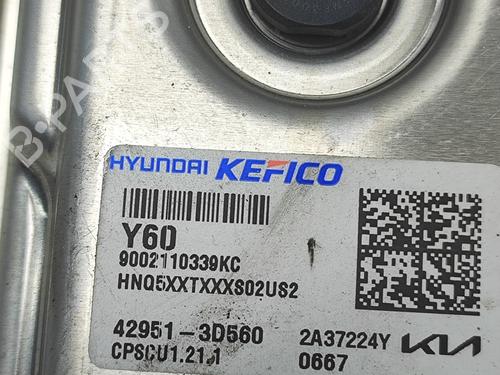 B-PARTS
HYUNDAI KEFICO
Y60
9002110339KC
HNQ5XXTXXXS02US2
42951-3D560 2A37224Y KIA
CPSCU1.21,1 0667